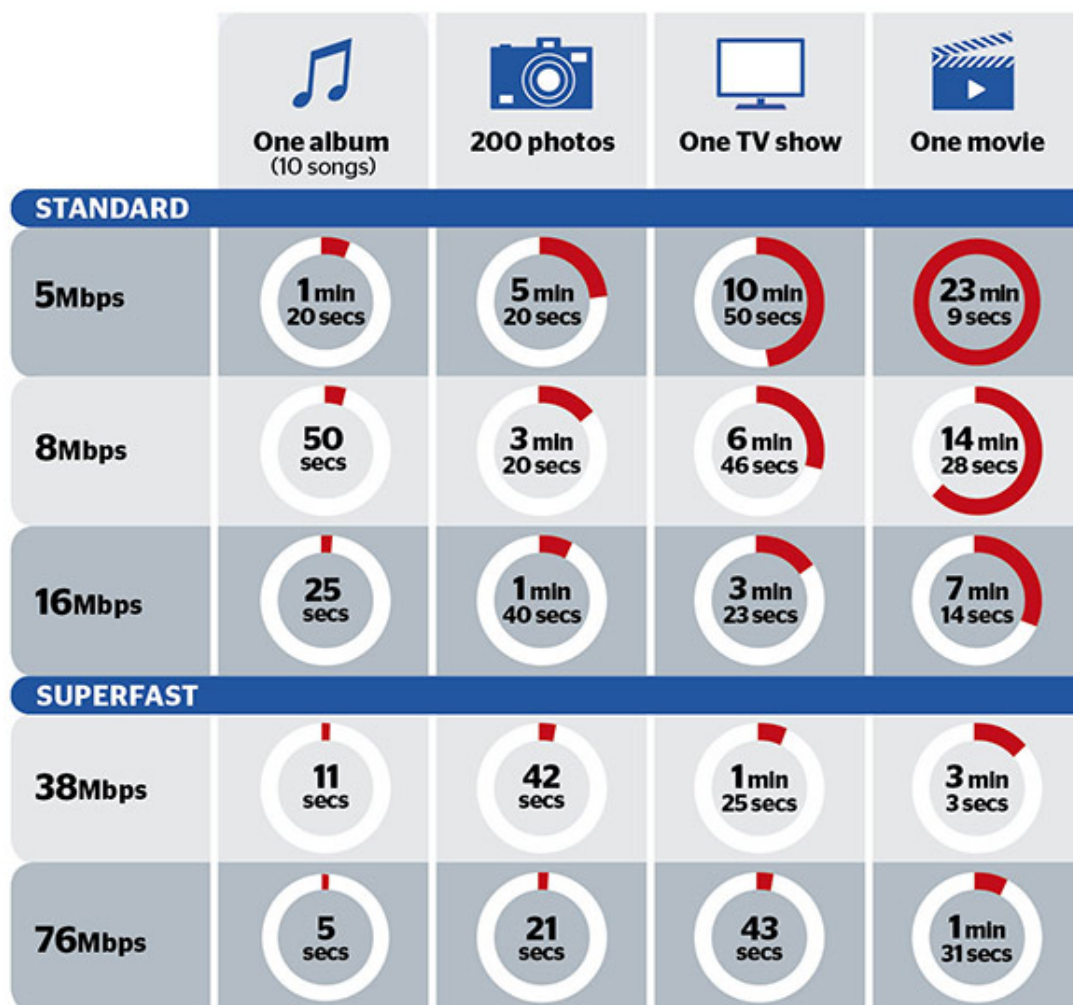 One album
(10 songs)
200 photos
One TV show
One movie
STANDARD
5Mbps
1 min
20 secs
5 min
20 secs
10 min
50 secs
23 min
9 secs
8Mbps
50
secs
3 min
20 secs
6 min
46 secs
14 min
28 secs
16Mbps
25
secs
1 min
40 secs
3 min
23 secs
7 min
14 secs
SUPERFAST
38Mbps
11
secs
42
secs
1 min
25 secs
3 min
3 secs
76Mbps
5
secs
21
secs
43
secs
1 min
31 secs